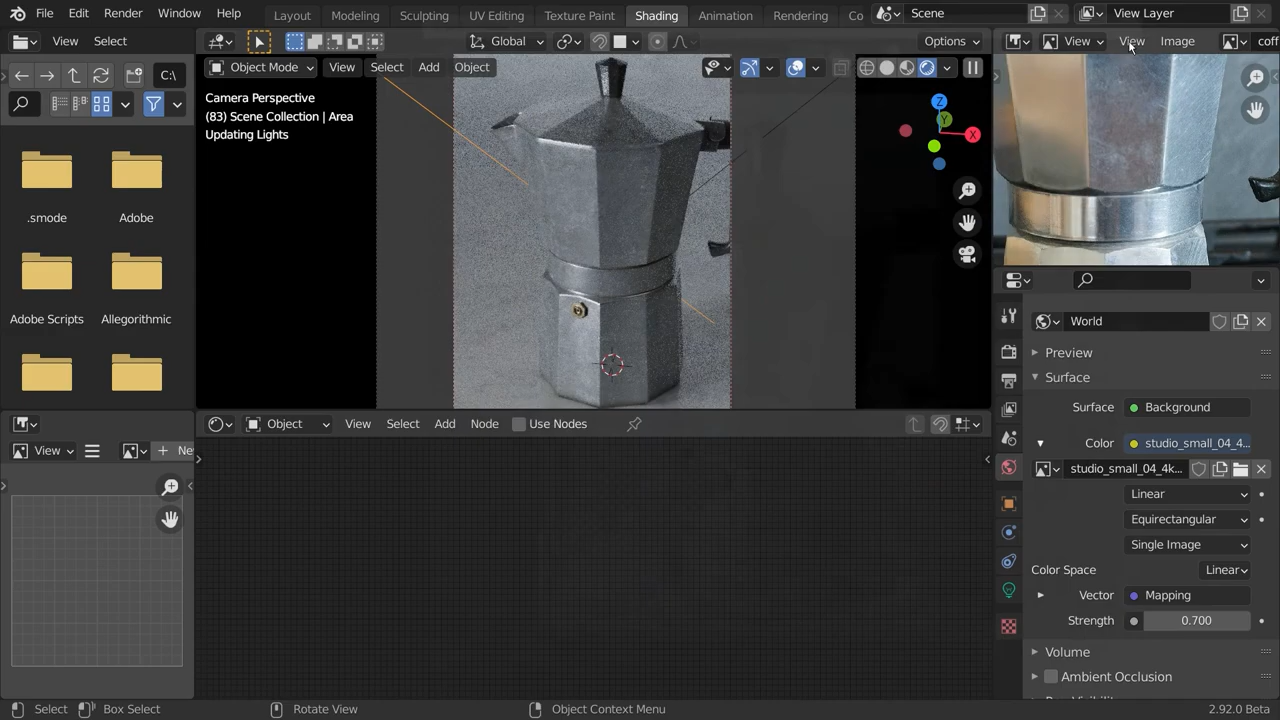 File Edit Render Window Help Layout Modeling Sculpting UV Editing Texture Paint Shading Animation Rendering Co Scene View Layer
View Select Global Options View View Image coff
C:\ Object Mode View Select Add Object
Camera Perspective
(83) Scene Collection | Area
Updating Lights
.smode Adobe
Adobe Scripts Allegorithmic
World
Preview
Surface
Surface Background
Color studio_small_04_4...
studio_small_04_4k...
Linear
Equirectangular
Single Image
Color Space Linear
Vector Mapping
Strength 0.700
Volume
Ambient Occlusion
Object View Select Add Node Use Nodes
View Ne
Select Box Select Rotate View Object Context Menu 2.92.0 Beta
X
Y
Z